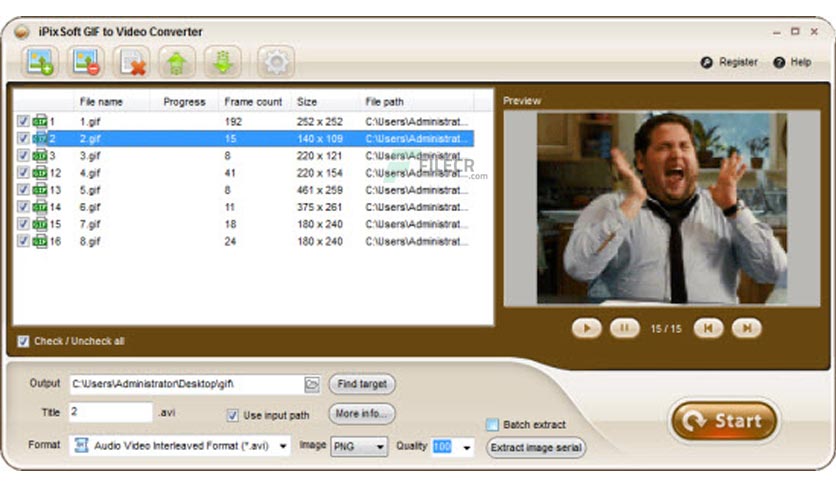 iPixSoft GIF to Video Converter
Register Help
File name Progress Frame count Size File path
1 1.gif 192 252 x 252 C:\Users\Administrat...
2 2.gif 15 140 x 109 C:\Users\Administrat...
3 3.gif 8 220 x 121 C:\Users\Administrat...
12 4.gif 41 220 x 154 C:\Users\Administrat...
13 5.gif 8 461 x 259 C:\Users\Administrat...
14 6.gif 11 375 x 261 C:\Users\Administrat...
15 7.gif 18 180 x 240 C:\Users\Administrat...
16 8.gif 24 180 x 240 C:\Users\Administrat...
FILECR
.com
Preview
15 / 15
Check / Uncheck all
Output C:\Users\Administrator\Desktop\gif\ Find target
Title 2 .avi Use input path More info...
Format Audio Video Interleaved Format (*.avi) Image PNG Quality 100
Batch extract
Extract image serial
Start